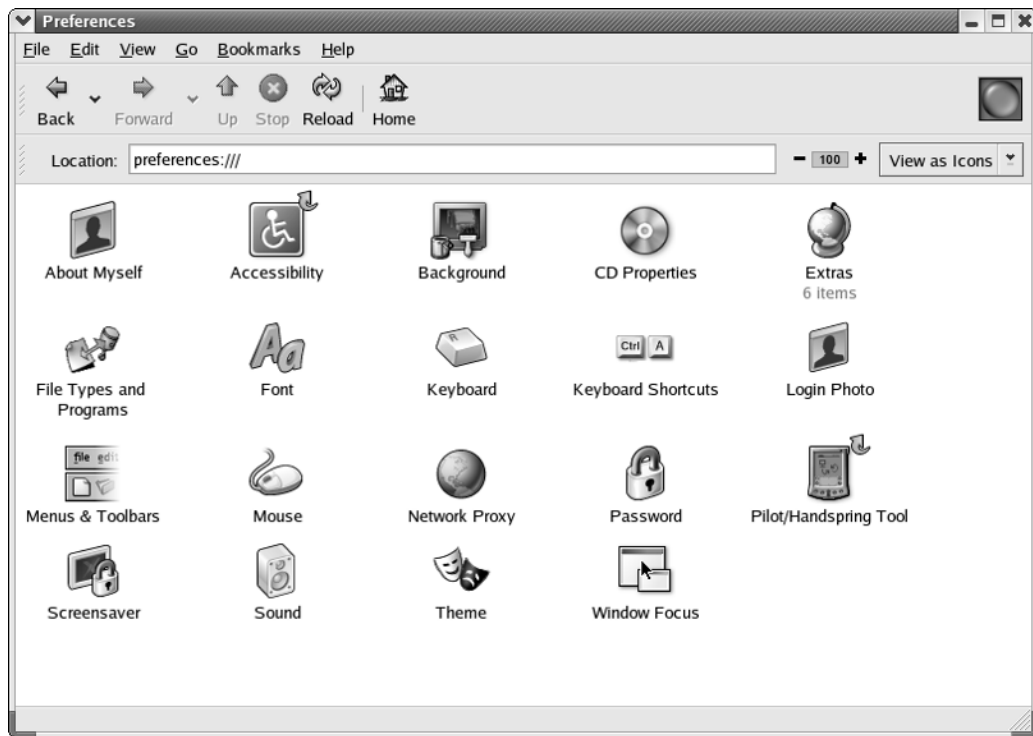 Preferences
File Edit View Go Bookmarks Help
Back Forward Up Stop Reload Home
Location: preferences:/// 100 View as Icons
About Myself Accessibility Background CD Properties Extras
6 items
Ctrl A
File Types and Programs Font Keyboard Keyboard Shortcuts Login Photo
file edit
Menus & Toolbars Mouse Network Proxy Password Pilot/Handspring Tool
Screensaver Sound Theme Window Focus